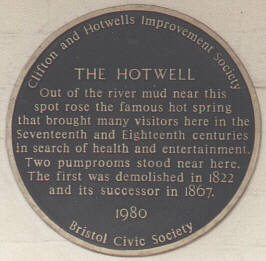 Clifton and Hotwells Improvement Society
THE HOTWELL
Out of the river mud near this
spot rose the famous hot spring
that brought many visitors here in the
Seventeenth and Eighteenth centuries
in search of health and entertainment.
Two pumprooms stood near here.
The first was demolished in 1822
and its successor in 1867.
1980
Bristol Civic Society